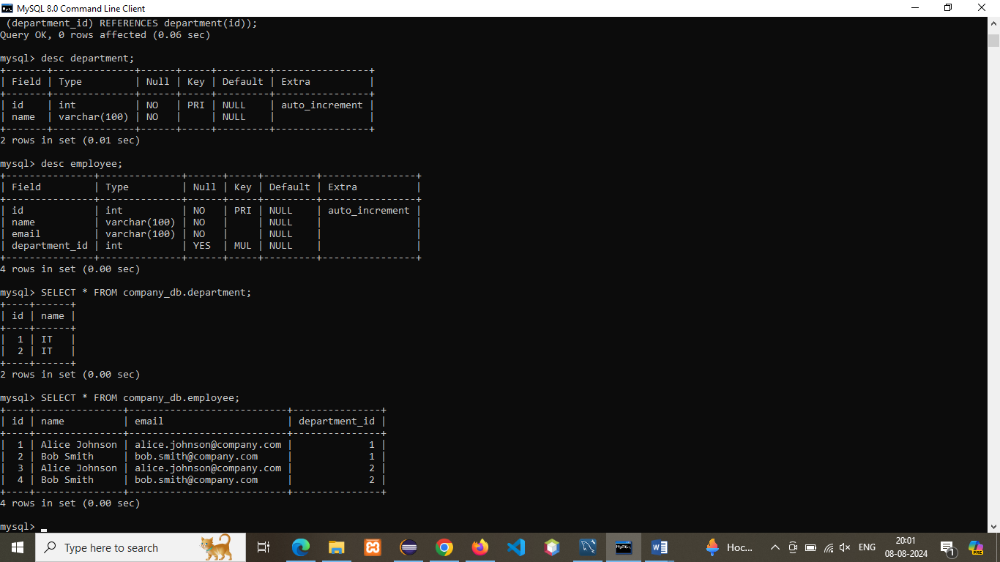 MySQL 8.0 Command Line Client
(department_id) REFERENCES department(id));
Query OK, 0 rows affected (0.06 sec)
mysql> desc department;
+-------+--------------+------+-----+---------+----------------+
| Field | Type         | Null | Key | Default | Extra          |
+-------+--------------+------+-----+---------+----------------+
| id    | int          | NO   | PRI | NULL    | auto_increment |
| name  | varchar(100) | NO   |     | NULL    |                |
+-------+--------------+------+-----+---------+----------------+
2 rows in set (0.01 sec)
mysql> desc employee;
+---------------+--------------+------+-----+---------+----------------+
| Field         | Type         | Null | Key | Default | Extra          |
+---------------+--------------+------+-----+---------+----------------+
| id            | int          | NO   | PRI | NULL    | auto_increment |
| name          | varchar(100) | NO   |     | NULL    |                |
| email         | varchar(100) | NO   |     | NULL    |                |
| department_id | int          | YES  | MUL | NULL    |                |
+---------------+--------------+------+-----+---------+----------------+
4 rows in set (0.00 sec)
mysql> SELECT * FROM company_db.department;
+----+------+
| id | name |
+----+------+
|  1 | IT   |
|  2 | IT   |
+----+------+
2 rows in set (0.00 sec)
mysql> SELECT * FROM company_db.employee;
+----+---------------+---------------------------+---------------+
| id | name          | email                     | department_id |
+----+---------------+---------------------------+---------------+
|  1 | Alice Johnson | alice.johnson@company.com |             1 |
|  2 | Bob Smith     | bob.smith@company.com     |             1 |
|  3 | Alice Johnson | alice.johnson@company.com |             2 |
|  4 | Bob Smith     | bob.smith@company.com     |             2 |
+----+---------------+---------------------------+---------------+
4 rows in set (0.00 sec)
mysql>
Type here to search
Hoc...
ENG
20:01
08-08-2024
1
PRE